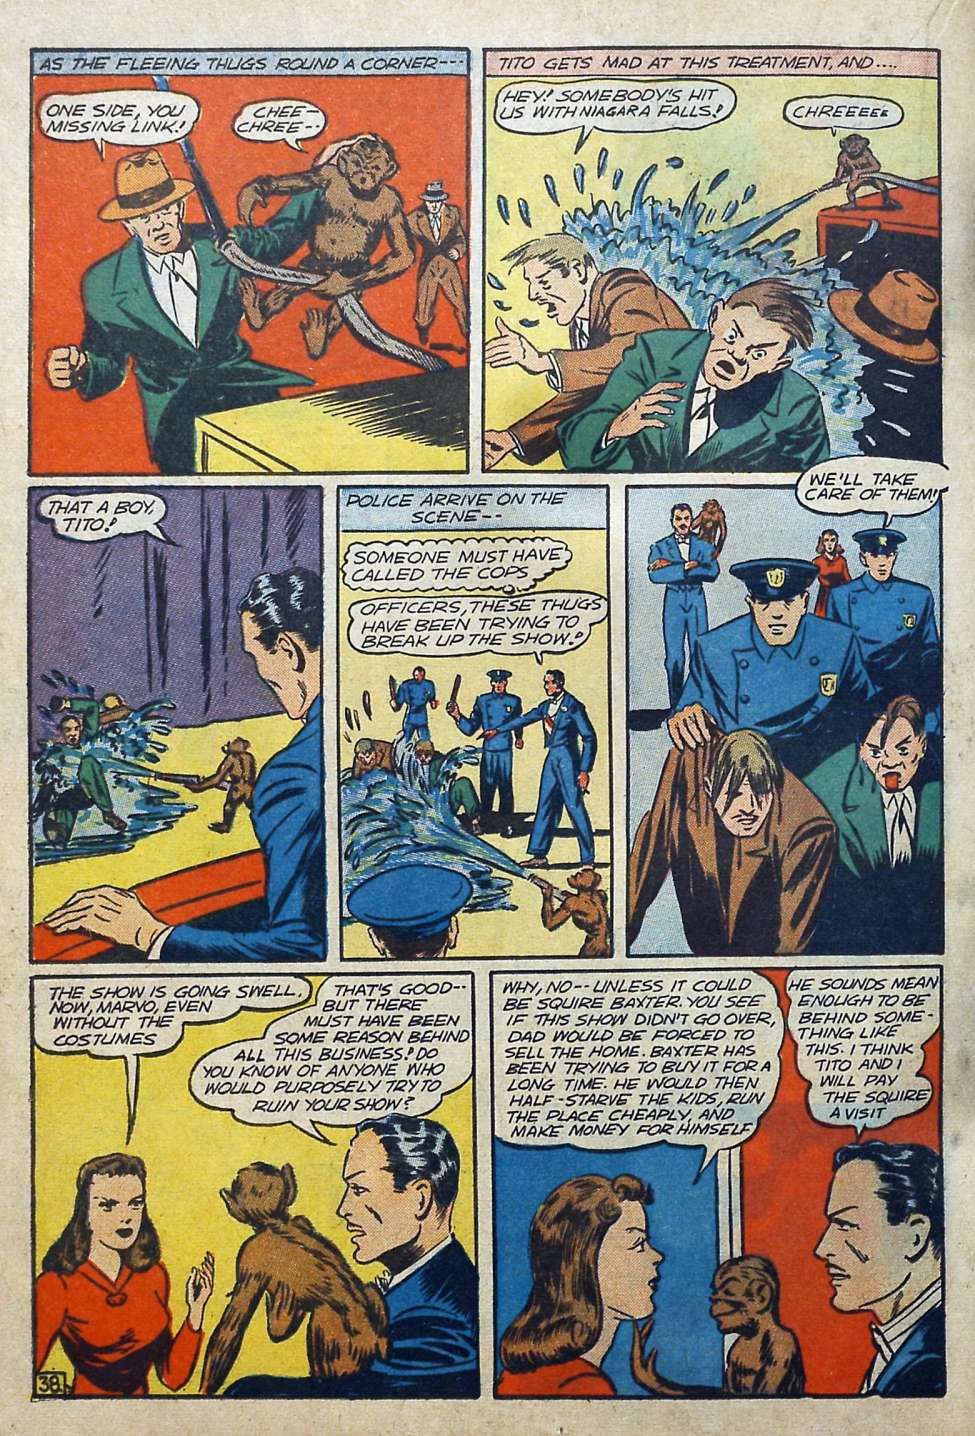 AS THE FLEEING THUGS ROUND A CORNER---
ONE SIDE, YOU
MISSING LINK!
CHEE-
CHREE--
TITO GETS MAD AT THIS TREATMENT, AND....
HEY! SOMEBODY'S HIT
US WITH NIAGARA FALLS!
CHREEEEE
THAT A BOY,
TITO!
POLICE ARRIVE ON THE
SCENE--
SOMEONE MUST HAVE
CALLED THE COPS
OFFICERS, THESE THUGS
HAVE BEEN TRYING TO
BREAK UP THE SHOW!
WE'LL TAKE
CARE OF THEM!
THE SHOW IS GOING SWELL.
NOW, MARVO, EVEN
WITHOUT THE
COSTUMES
THAT'S GOOD--
BUT THERE
MUST HAVE BEEN
SOME REASON BEHIND
ALL THIS BUSINESS! DO
YOU KNOW OF ANYONE WHO
WOULD PURPOSELY TRY TO
RUIN YOUR SHOW?
WHY, NO-- UNLESS IT COULD
BE SQUIRE BAXTER. YOU SEE
IF THIS SHOW DIDN'T GO OVER,
DAD WOULD BE FORCED TO
SELL THE HOME. BAXTER HAS
BEEN TRYING TO BUY IT FOR A
LONG TIME. HE WOULD THEN
HALF-STARVE THE KIDS, RUN
THE PLACE CHEAPLY, AND
MAKE MONEY FOR HIMSELF
HE SOUNDS MEAN
ENOUGH TO BE
BEHIND SOME-
THING LIKE
THIS. I THINK
TITO AND I
WILL PAY
THE SQUIRE
A VISIT
38